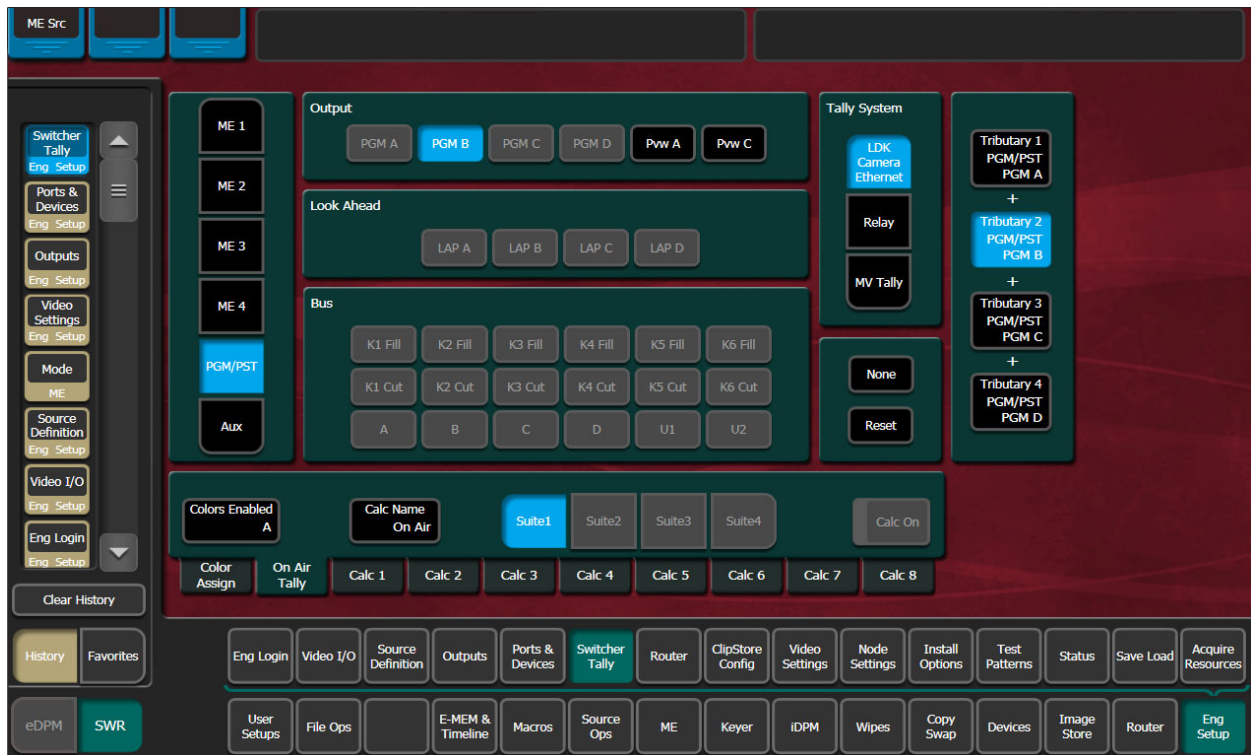 ME Src
Switcher
Tally
Eng Setup
Ports &
Devices
Eng Setup
Outputs
Eng Setup
Video
Settings
Eng Setup
Mode
ME
Source
Definition
Eng Setup
Video I/O
Eng Setup
Eng Login
Eng Setup
Clear History
History Favorites
eDPM SWR
ME 1
ME 2
ME 3
ME 4
PGM/PST
Aux
Output
PGM A PGM B PGM C PGM D Pvw A Pvw C
Look Ahead
LAP A LAP B LAP C LAP D
Bus
K1 Fill K2 Fill K3 Fill K4 Fill K5 Fill K6 Fill
K1 Cut K2 Cut K3 Cut K4 Cut K5 Cut K6 Cut
A B C D U1 U2
Tally System
LDK
Camera
Ethernet
Relay
MV Tally
None
Reset
Tributary 1
PGM/PST
PGM A
+
Tributary 2
PGM/PST
PGM B
+
Tributary 3
PGM/PST
PGM C
+
Tributary 4
PGM/PST
PGM D
Colors Enabled
A
Calc Name
On Air
Suite1 Suite2 Suite3 Suite4
Calc On
Color
Assign
On Air
Tally
Calc 1 Calc 2 Calc 3 Calc 4 Calc 5 Calc 6 Calc 7 Calc 8
Eng Login
Video I/O
Source
Definition
Outputs
Ports &
Devices
Switcher
Tally
Router
ClipStore
Config
Video
Settings
Node
Settings
Install
Options
Test
Patterns
Status
Save Load
Acquire
Resources
User
Setups
File Ops
E-MEM &
Timeline
Macros
Source
Ops
ME
Keyer
iDPM
Wipes
Copy
Swap
Devices
Image
Store
Router
Eng
Setup